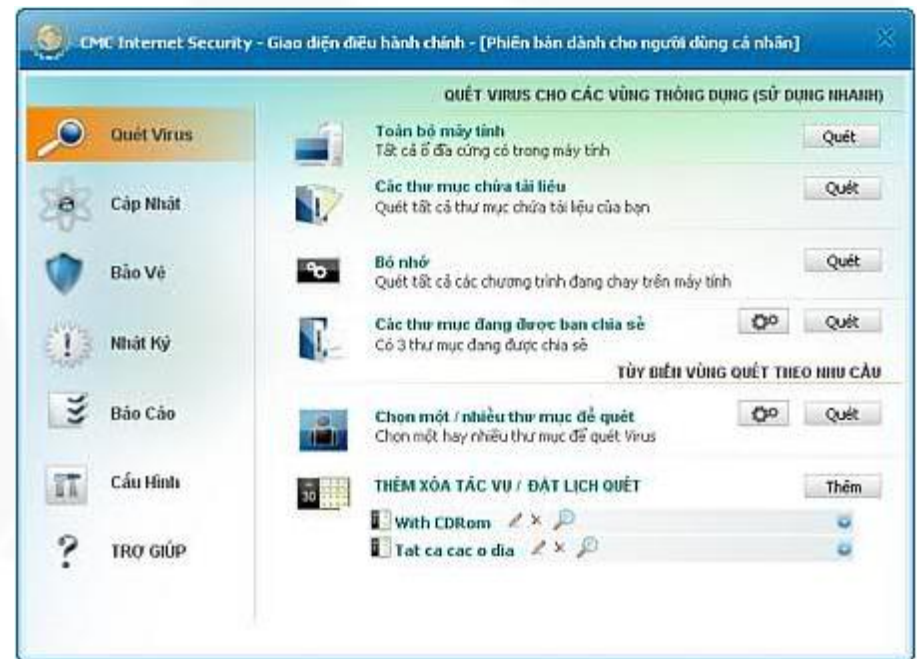 CMC Internet Security - Giao diện điều hành chính - [Phiên bản dành cho người dùng cá nhân]
QUÉT VIRUS CHO CÁC VÙNG THÔNG DỤNG (SỬ DỤNG NHANH)
Quét Virus
Toàn bộ máy tính
Quét
Tất cả ổ đĩa cứng có trong máy tính
Cập Nhật
Các thư mục chứa tài liệu
Quét
Quét tất cả thư mục chứa tài liệu của bạn
Bảo Vệ
Bộ nhớ
Quét
Quét tất cả các chương trình đang chạy trên máy tính
Nhật Ký
Các thư mục đang được bạn chia sẻ
Quét
Có 3 thư mục đang được chia sẻ
TÙY BIẾN VÙNG QUÉT THEO NHU CẦU
Báo Cáo
Chọn một / nhiều thư mục để quét
Quét
Chọn một hay nhiều thư mục để quét Virus
Cấu Hình
30
THÊM XÓA TÁC VỤ / ĐẶT LỊCH QUÉT
Thêm
With CDRom
TRỢ GIÚP
Tat ca cac o dia